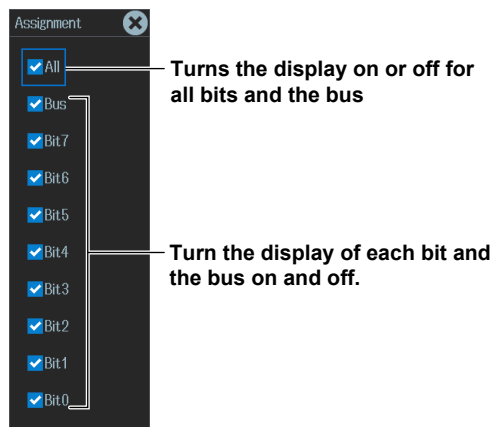 Assignment
All
Turns the display on or off for
all bits and the bus
Bus
Bit7
Bit6
Bit5
Bit4
Turn the display of each bit and
the bus on and off.
Bit3
Bit2
Bit1
Bit0